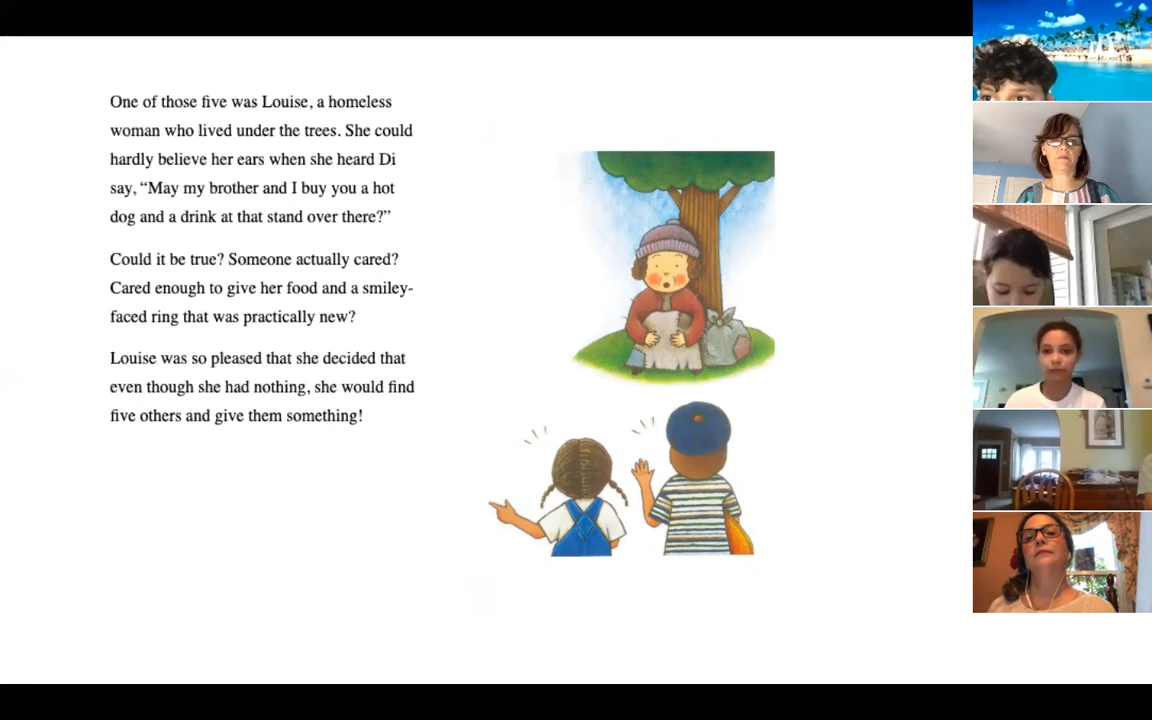 One of those five was Louise, a homeless
woman who lived under the trees. She could
hardly believe her ears when she heard Di
say, “May my brother and I buy you a hot
dog and a drink at that stand over there?”
Could it be true? Someone actually cared?
Cared enough to give her food and a smiley-
faced ring that was practically new?
Louise was so pleased that she decided that
even though she had nothing, she would find
five others and give them something!